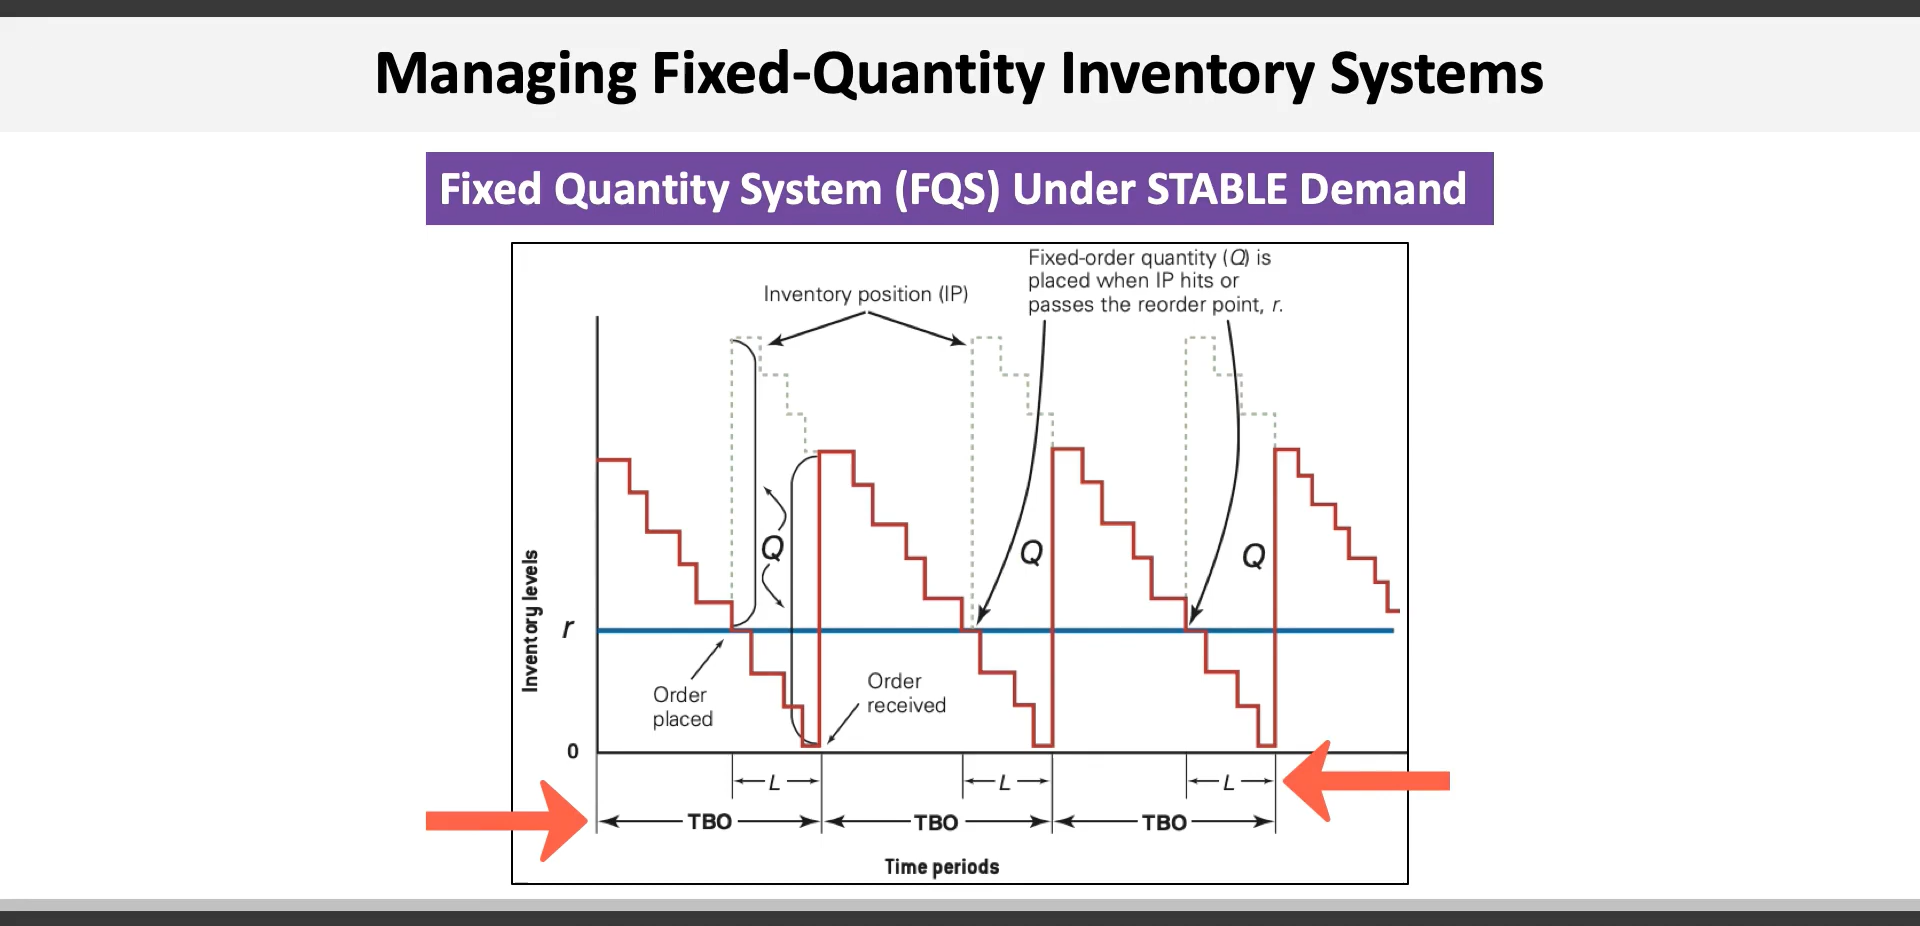 Managing Fixed-Quantity Inventory Systems
Fixed Quantity System (FQS) Under STABLE Demand
Fixed-order quantity (Q) is
placed when IP hits or
passes the reorder point, r.
Inventory position (IP)
Q
Q
Q
Inventory levels
r
Order
placed
Order
received
0
L
L
L
TBO
TBO
TBO
Time periods